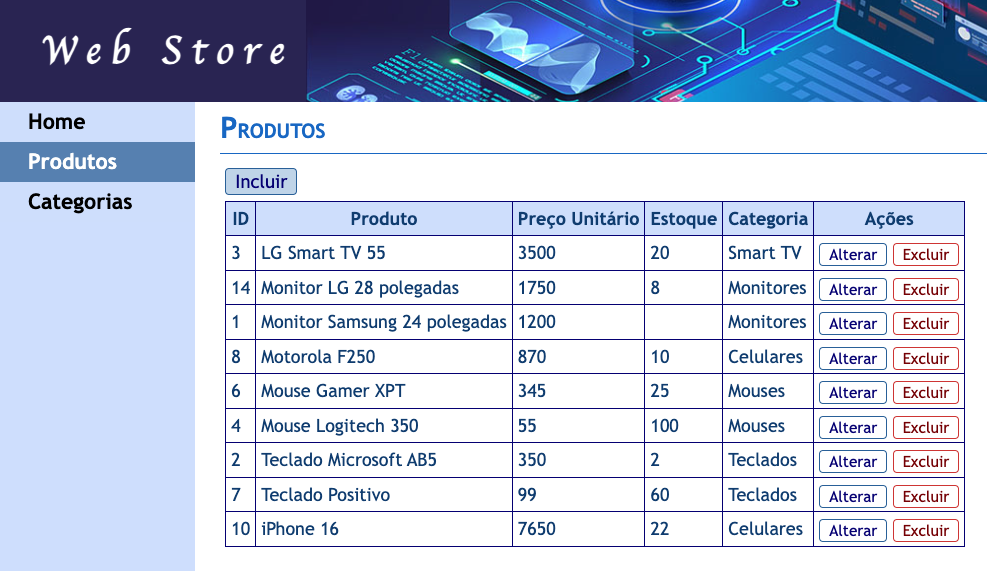 Web Store
Home
Produtos
Categorias
Produtos
Incluir
ID Produto Preço Unitário Estoque Categoria Ações
3 LG Smart TV 55 3500 20 Smart TV Alterar Excluir
14 Monitor LG 28 polegadas 1750 8 Monitores Alterar Excluir
1 Monitor Samsung 24 polegadas 1200 Monitores Alterar Excluir
8 Motorola F250 870 10 Celulares Alterar Excluir
6 Mouse Gamer XPT 345 25 Mouses Alterar Excluir
4 Mouse Logitech 350 55 100 Mouses Alterar Excluir
2 Teclado Microsoft AB5 350 2 Teclados Alterar Excluir
7 Teclado Positivo 99 60 Teclados Alterar Excluir
10 iPhone 16 7650 22 Celulares Alterar Excluir